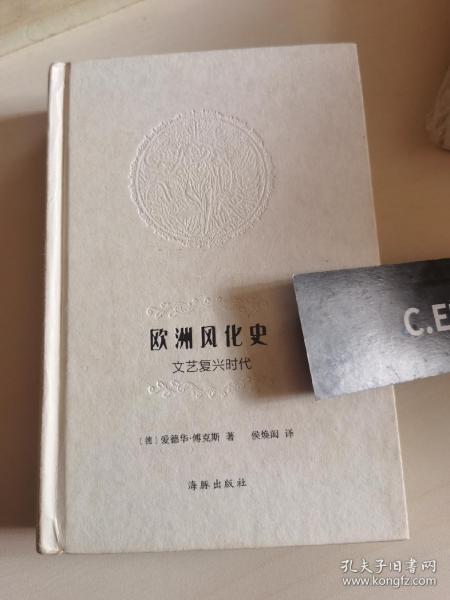 欧洲风化史
文艺复兴时代
C.E
[德]爱德华·傅克斯 著 侯焕闳 译
海豚出版社
孔夫子旧书网
www.kongfz.com